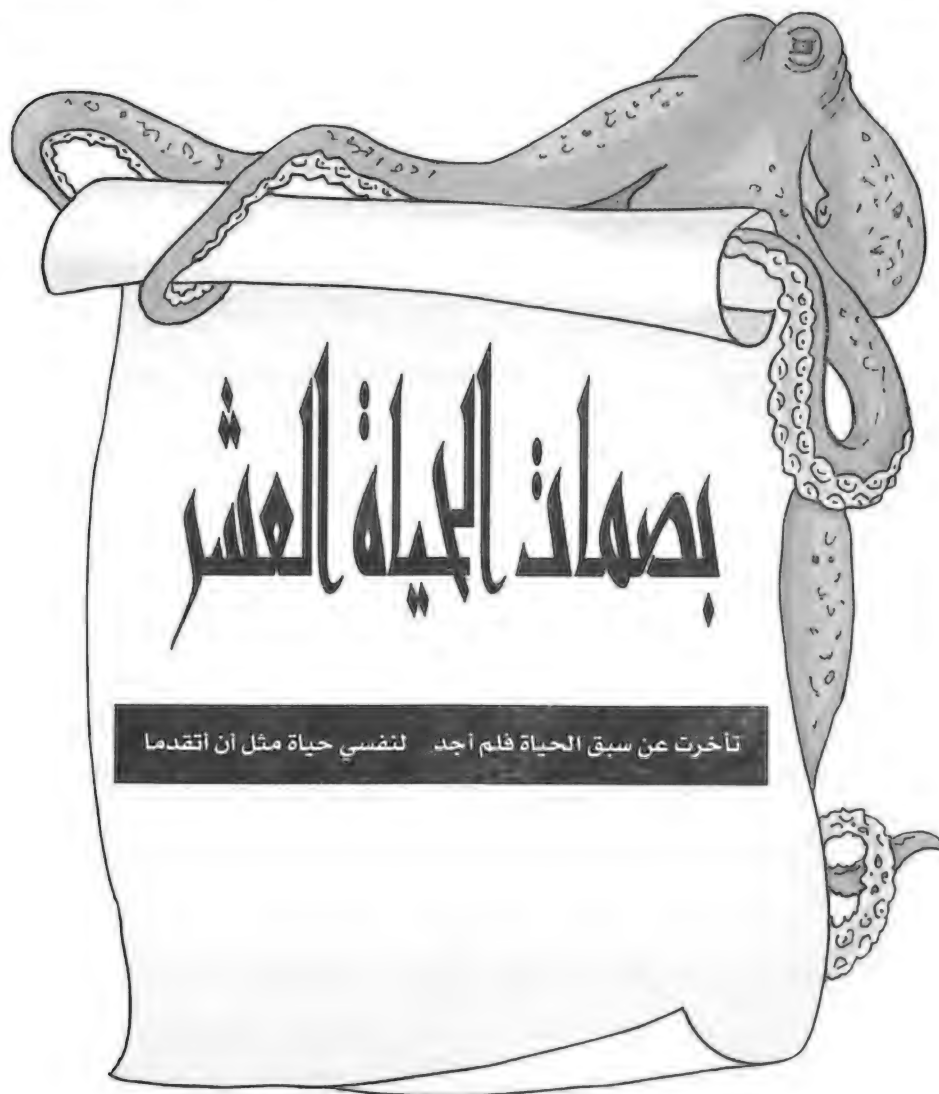 بصمات الحياة العشر
تأخرت عن سبق الحياة فلم أجد لنفسي حياة مثل أن أتقدما